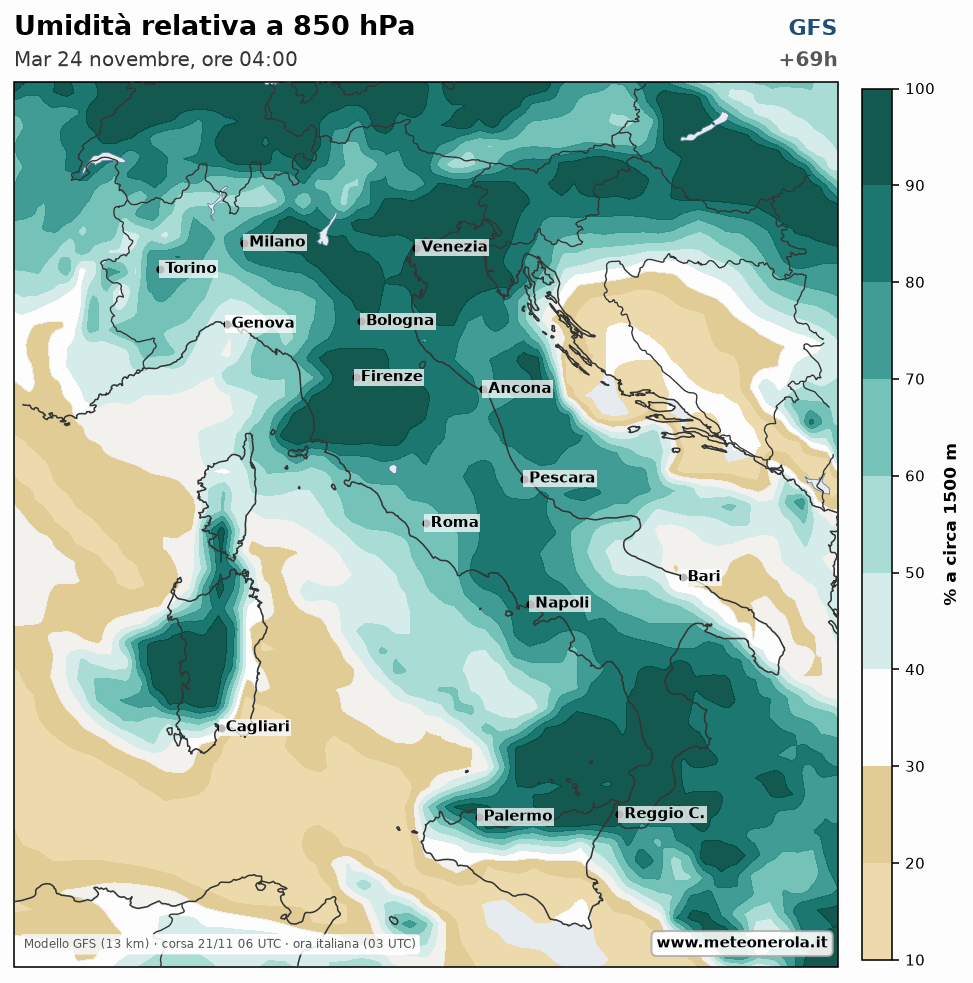 Umidità relativa a 850 hPa
GFS
Mar 24 novembre, ore 04:00
+69h
100
90
80
70
60
50
40
30
20
10
% a circa 1500 m
Milano
Venezia
Torino
Genova
Bologna
Firenze
Ancona
Pescara
Roma
Bari
Napoli
Cagliari
Palermo
Reggio C.
Modello GFS (13 km) · corsa 21/11 06 UTC · ora italiana (03 UTC)
www.meteonerola.it